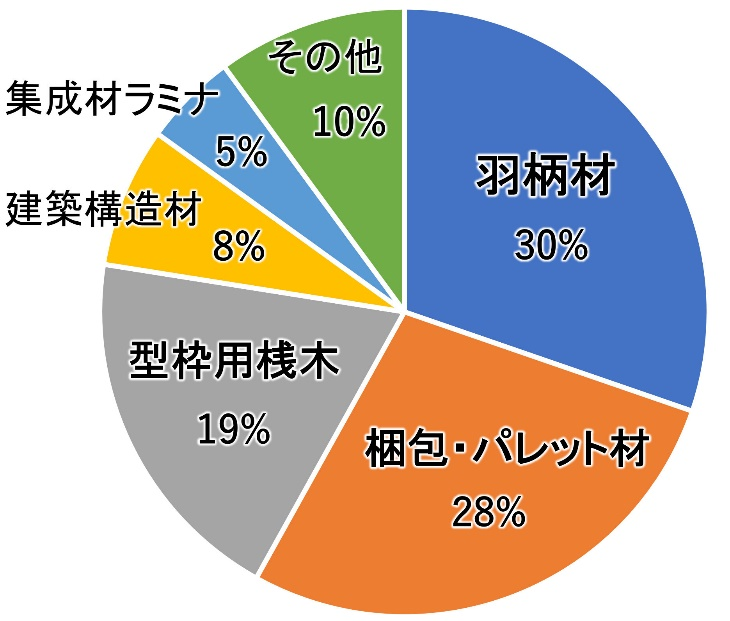 羽柄材
30%
梱包・パレット材
28%
型枠用桟木
19%
建築構造材
8%
集成材ラミナ
5%
その他
10%